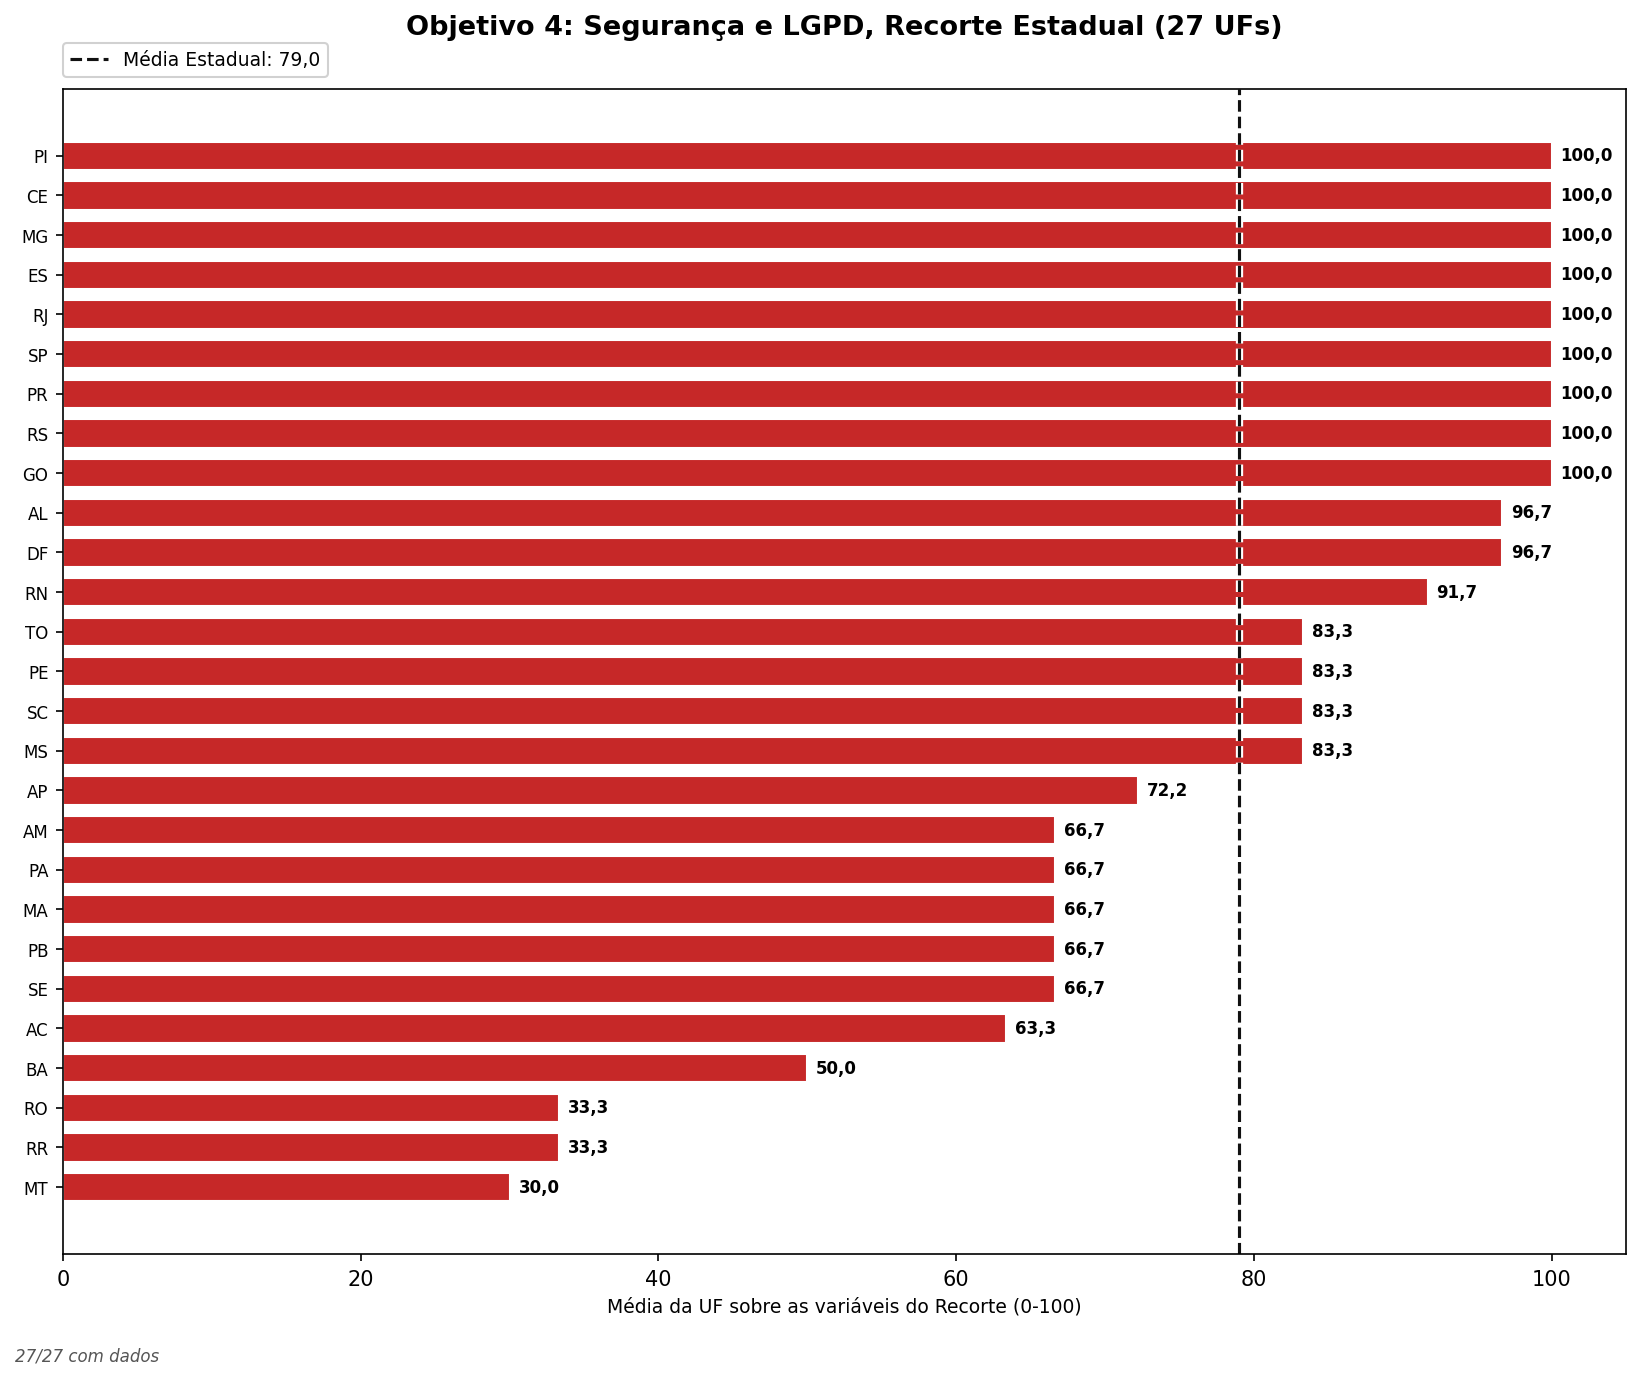 Objetivo 4: Segurança e LGPD, Recorte Estadual (27 UFs)
Média Estadual: 79,0
PI 100,0
CE 100,0
MG 100,0
ES 100,0
RJ 100,0
SP 100,0
PR 100,0
RS 100,0
GO 100,0
AL 96,7
DF 96,7
RN 91,7
TO 83,3
PE 83,3
SC 83,3
MS 83,3
AP 72,2
AM 66,7
PA 66,7
MA 66,7
PB 66,7
SE 66,7
AC 63,3
BA 50,0
RO 33,3
RR 33,3
MT 30,0
0 20 40 60 80 100
Média da UF sobre as variáveis do Recorte (0-100)
27/27 com dados